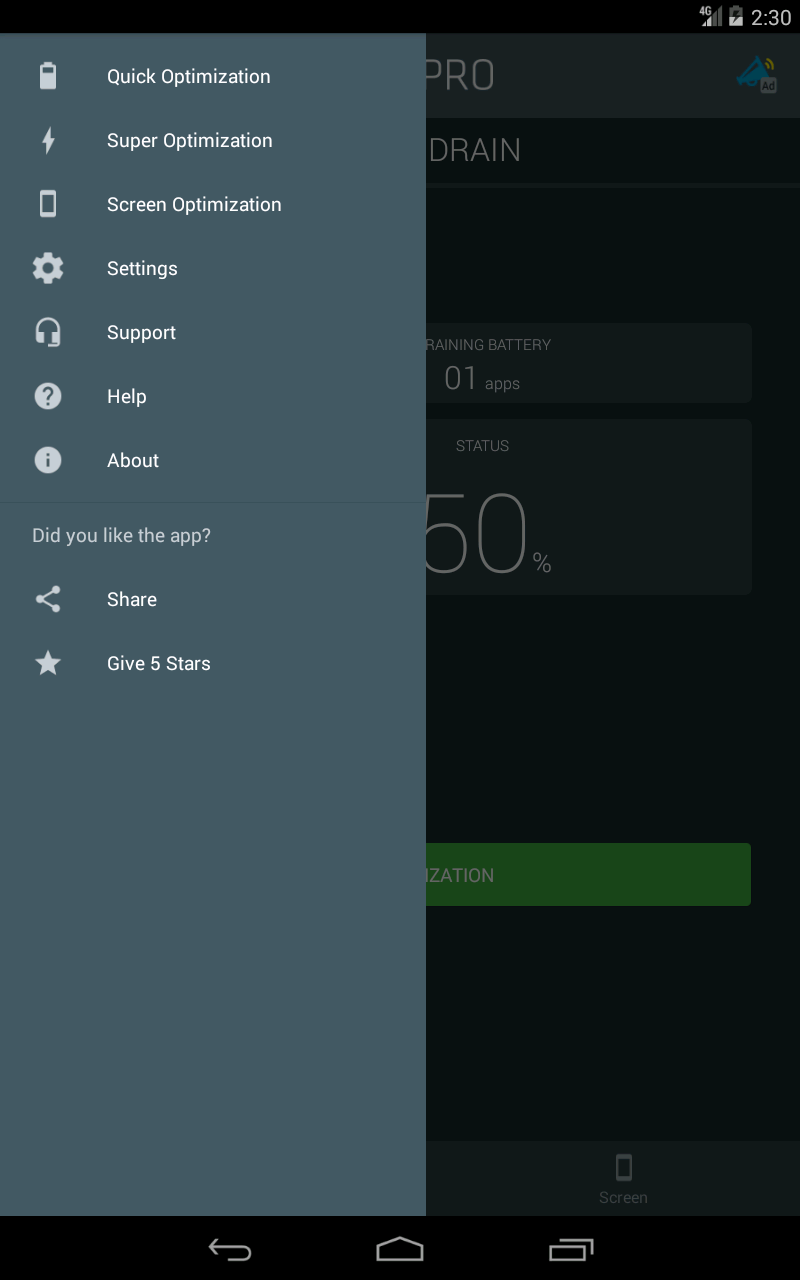 4G 2:30
PRO
Ad
DRAIN
Quick Optimization
Super Optimization
Screen Optimization
Settings
Support
Help
About
Did you like the app?
Share
Give 5 Stars
RAINING BATTERY
01 apps
STATUS
50 %
IZATION
Screen